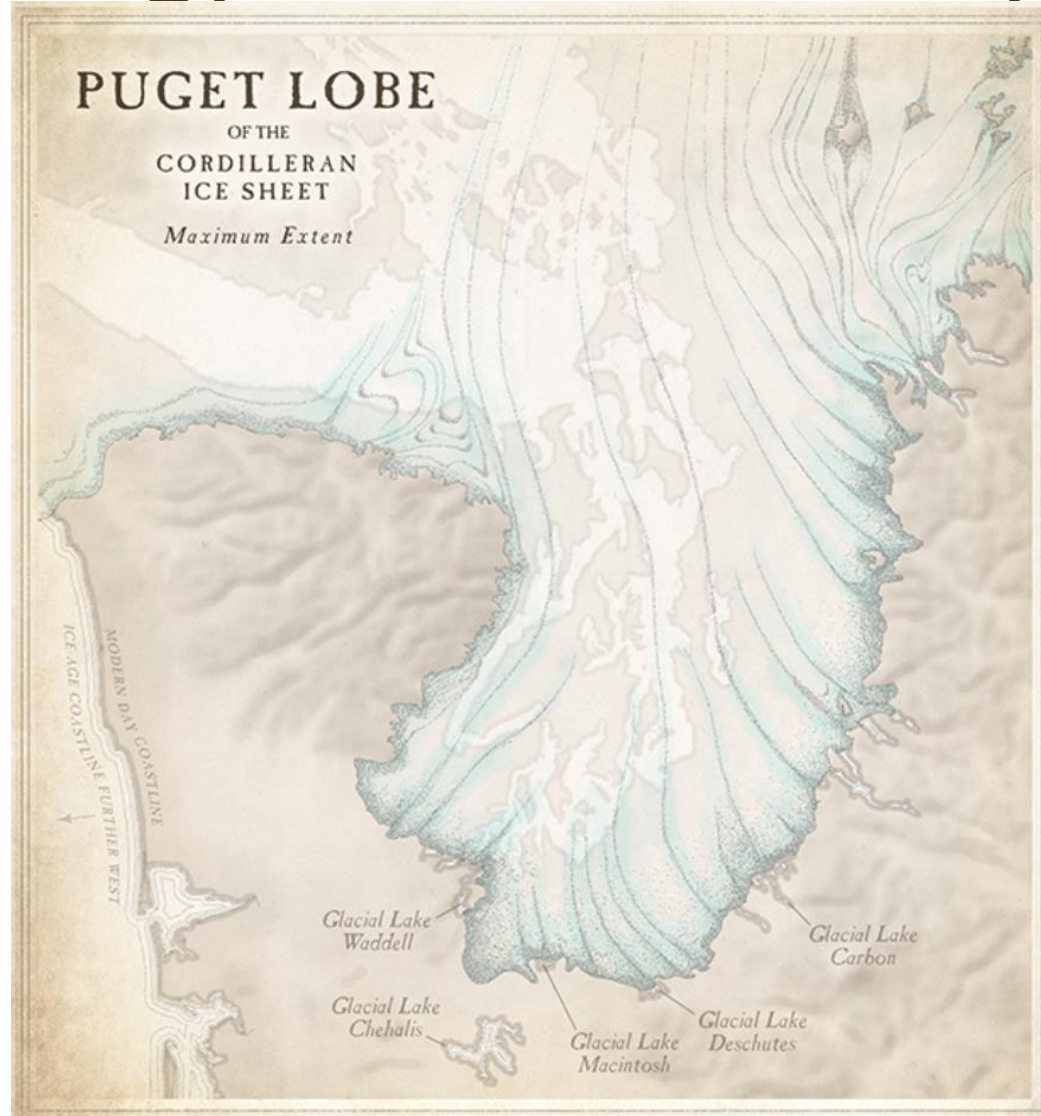 PUGET LOBE
OF THE
CORDILLERAN
ICE SHEET
Maximum Extent
MODERN DAY COASTLINE
ICE AGE COASTLINE FURTHER WEST
Glacial Lake
Waddell
Glacial Lake
Carbon
Glacial Lake
Chehalis
Glacial Lake
Deschutes
Glacial Lake
Macintosh